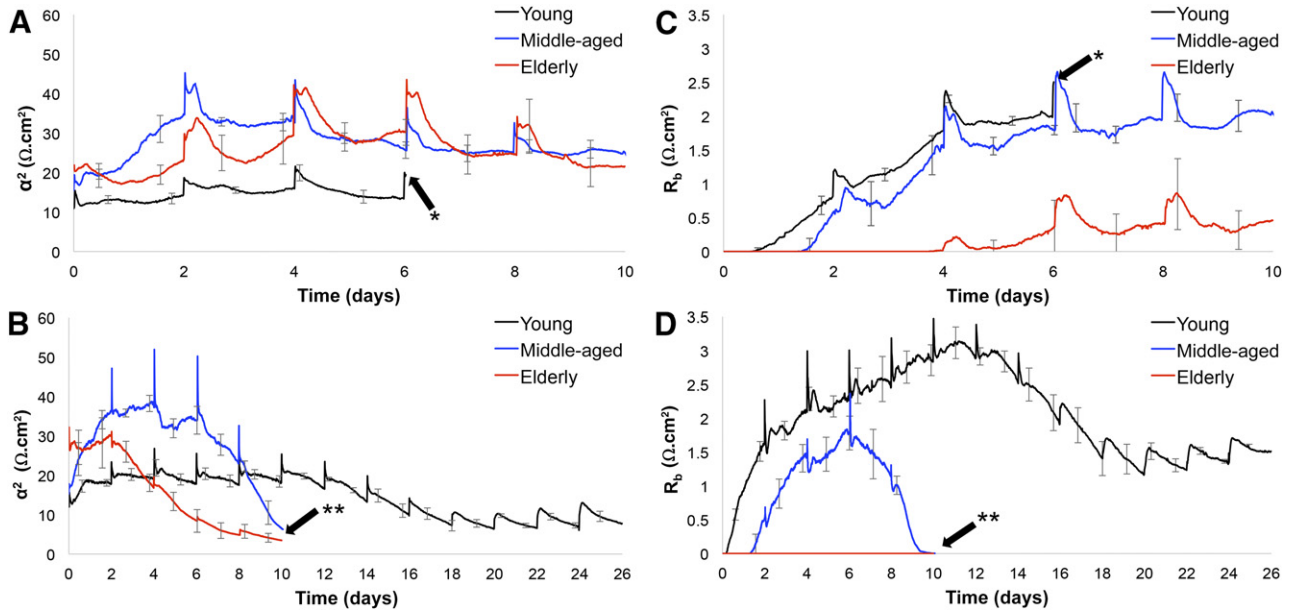 A
α² (Ω.cm²)
60
50
40
30
20
10
0
Young
Middle-aged
Elderly
*
0 2 4 6 8 10
Time (days)
C
R_b (Ω.cm²)
3.5
3
2.5
2
1.5
1
0.5
0
Young
Middle-aged
Elderly
*
0 2 4 6 8 10
Time (days)
B
α² (Ω.cm²)
60
50
40
30
20
10
0
Young
Middle-aged
Elderly
**
0 2 4 6 8 10 12 14 16 18 20 22 24 26
Time (days)
D
R_b (Ω.cm²)
3.5
3
2.5
2
1.5
1
0.5
0
Young
Middle-aged
Elderly
**
0 2 4 6 8 10 12 14 16 18 20 22 24 26
Time (days)